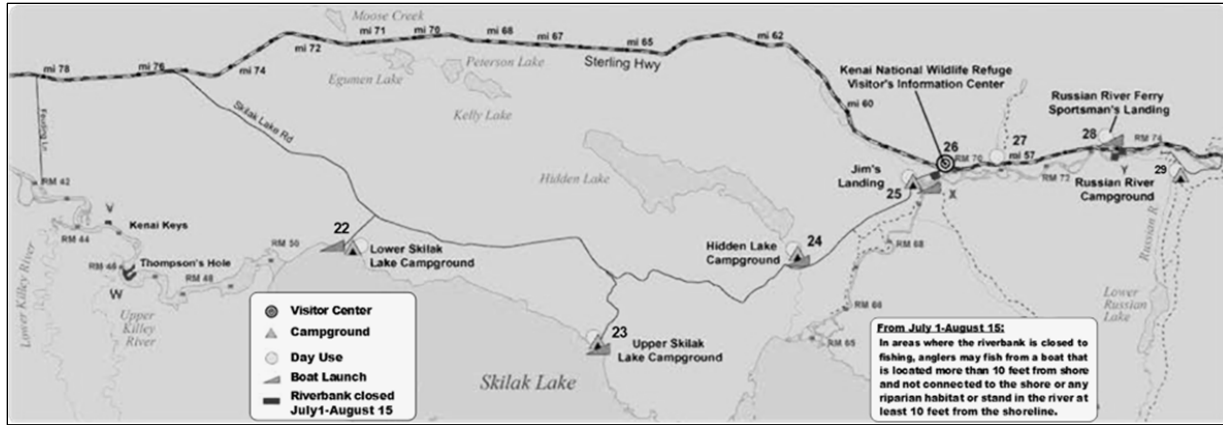 Moose Creek
mi 78
mi 76
mi 74
mi 72
mi 71
mi 70
mi 68
mi 67
mi 65
mi 62
Sterling Hwy
Egumen Lake
Peterson Lake
Kelly Lake
mi 60
Kenai National Wildlife Refuge
Visitor's Information Center
Russian River Ferry
Sportsman's Landing
26
27
28
RM 70
mi 57
RM 74
RM 72
Russian River
Campground
29
Y
X
Jim's
Landing
25
Skilak Lake Rd
Feuding Ln
Hidden Lake
RM 42
RM 44
V
Kenai Keys
Thompson's Hole
W
RM 48
RM 50
22
Lower Skilak
Lake Campground
Hidden Lake
Campground
24
RM 68
RM 66
RM 65
Russian R.
Lower
Russian
Lake
Lower Killey River
Upper
Killey
River
23
Upper Skilak
Lake Campground
Skilak Lake
Visitor Center
Campground
Day Use
Boat Launch
Riverbank closed
July1-August 15
From July 1-August 15:
In areas where the riverbank is closed to
fishing, anglers may fish from a boat that
is located more than 10 feet from shore
and not connected to the shore or any
riparian habitat or stand in the river at
least 10 feet from the shoreline.